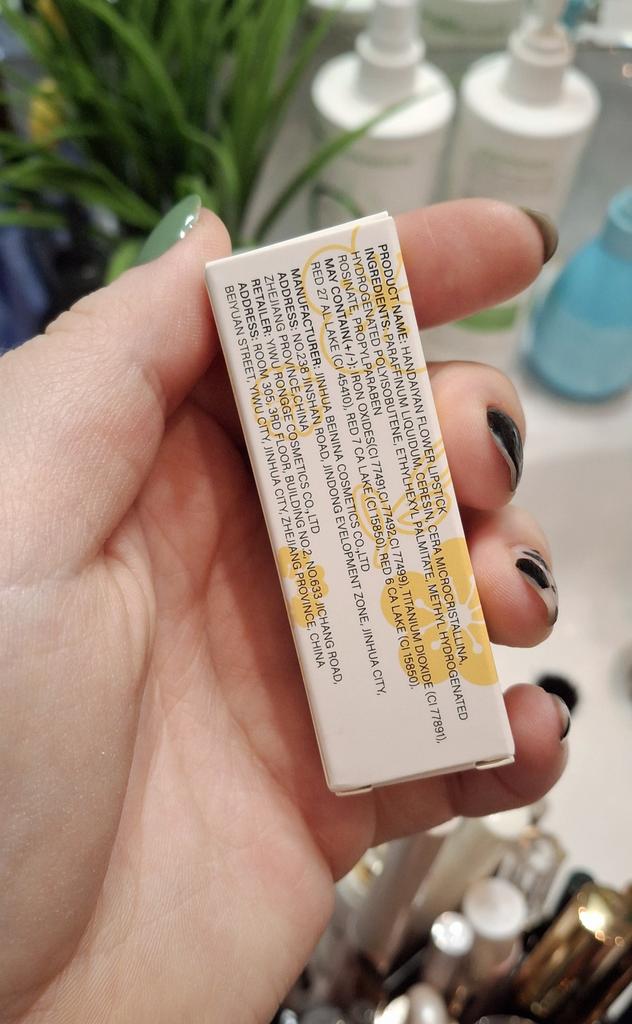 PRODUCT NAME: HANDAIYAN FLOWER LIPSTICK
INGREDIENTS: PARAFFINUM LIQUIDUM, CERESIN, CERA MICROCRISTALLINA,
HYDROGENATED POLYISOBUTENE, ETHYLHEXYL PALMITATE, METHYL HYDROGENATED
ROSINATE, PROPYLPARABEN
MAY CONTAIN(+/-): IRON OXIDES(CI 77491,CI 77492,CI 77499), TITANIUM DIOXIDE (CI 77891),
RED 27 AL LAKE (CI 45410), RED 7 CA LAKE (CI 15850), RED 6 CA LAKE (CI 15850),
MANUFACTURER: JINHUA BEININA COSMETICS CO.,LTD
ADDRESS: NO.238 JINSHAN ROAD, JINDONG EVELOPMENT ZONE, JINHUA CITY,
ZHEJIANG PROVINCE,CHINA
RETAILER: YIWU RONGGE COSMETICS CO.,LTD
ADDRESS: ROOM 305, 3RD FLOOR, BUILDING NO.2, NO.633 JICHANG ROAD,
BEIYUAN STREET, YIWU CITY, JINHUA CITY, ZHEJIANG PROVINCE, CHINA